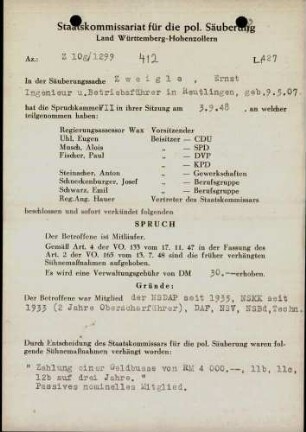 Staatskommissariat für die pol. Säuberung
Land Württemberg-Hohenzollern
Az.: Z 10g/1299 412 L.427
In der Säuberungssache Zweigle, Ernst
Ingenieur u.Betriebsführer in Reutlingen, geb.9.5.07
hat die Spruchkammer VII in ihrer Sitzung am 3.9.48 , an welcher
teilgenommen haben:
Regierungsassessor Wax Vorsitzender
Uhl, Eugen Beisitzer — CDU
Mauch, Alois „ — SPD
Fischer, Paul „ — DVP
„ — KPD
Steinacher, Anton „ — Gewerkschaften
Schneckenburger, Josef „ — Berufsgruppe
Schwarz, Emil „ — Berufsgruppe
Reg.Ang. Hauer Vertreter des Staatskommissars
beschlossen und sofort verkündet folgenden
SPRUCH
Der Betroffene ist Mitläufer.
Gemäß Art. 4 der VO. 133 vom 17. 11. 47 in der Fassung des
Art. 2 der VO. 165 vom 13. 7. 48 sind die früher verhängten
Sühnemaßnahmen aufgehoben.
Es wird eine Verwaltungsgebühr von DM 30.-- erhoben.
Gründe:
Der Betroffene war Mitglied der NSDAP seit 1933, NSKK seit
1933 (2 Jahre Oberscharführer), DAF, NSV, NSBd,Techn.
Durch Entscheidung des Staatskommissars für die pol. Säuberung waren
folgende Sühnemaßnahmen verhängt worden:
" Zahlung einer Geldbusse von RM 4 000.--, 11b, 11c,
12b auf drei Jahre. "
Passives nominelles Mitglied.